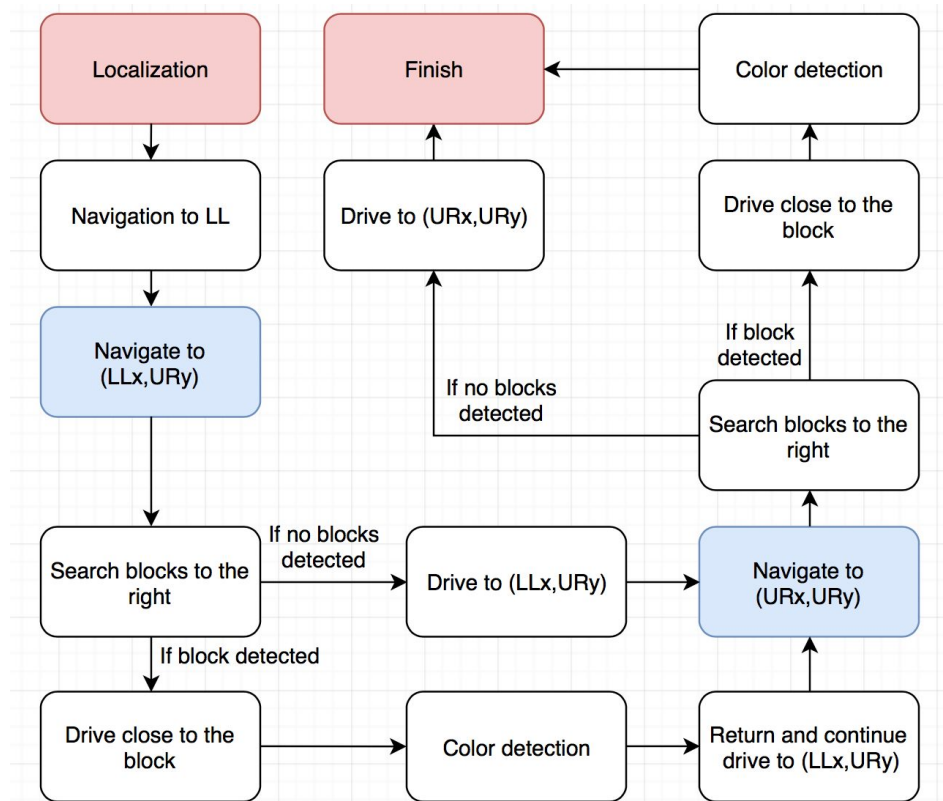 Localization
Finish
Color detection
Navigation to LL
Drive to (URx,URy)
Drive close to the
block
Navigate to
(LLx,URy)
If block
detected
If no blocks
detected
Search blocks to the
right
Search blocks to the
right
If no blocks
detected
Drive to (LLx,URy)
Navigate to
(URx,URy)
If block detected
Drive close to the
block
Color detection
Return and continue
drive to (LLx,URy)